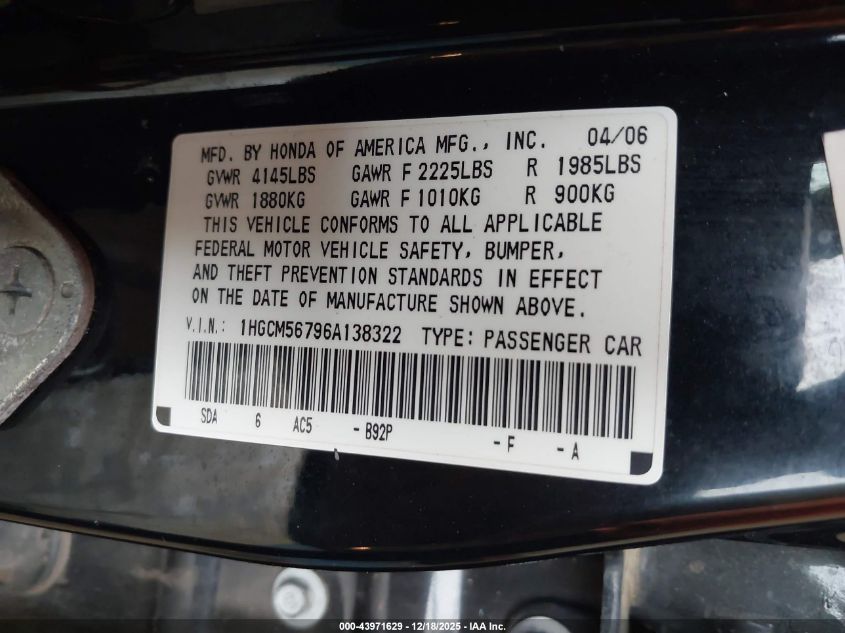 MFD. BY HONDA OF AMERICA MFG., INC. 04/06
GVWR 4145LBS GAWR F 2225LBS R 1985LBS
GVWR 1880KG GAWR F 1010KG R 900KG
THIS VEHICLE CONFORMS TO ALL APPLICABLE
FEDERAL MOTOR VEHICLE SAFETY, BUMPER,
AND THEFT PREVENTION STANDARDS IN EFFECT
ON THE DATE OF MANUFACTURE SHOWN ABOVE.
V.I.N.: 1HGCM56796A138322 TYPE: PASSENGER CAR
SDA 6 AC5 - B92P - F - A
000-43971629 - 12/18/2025 - IAA Inc.